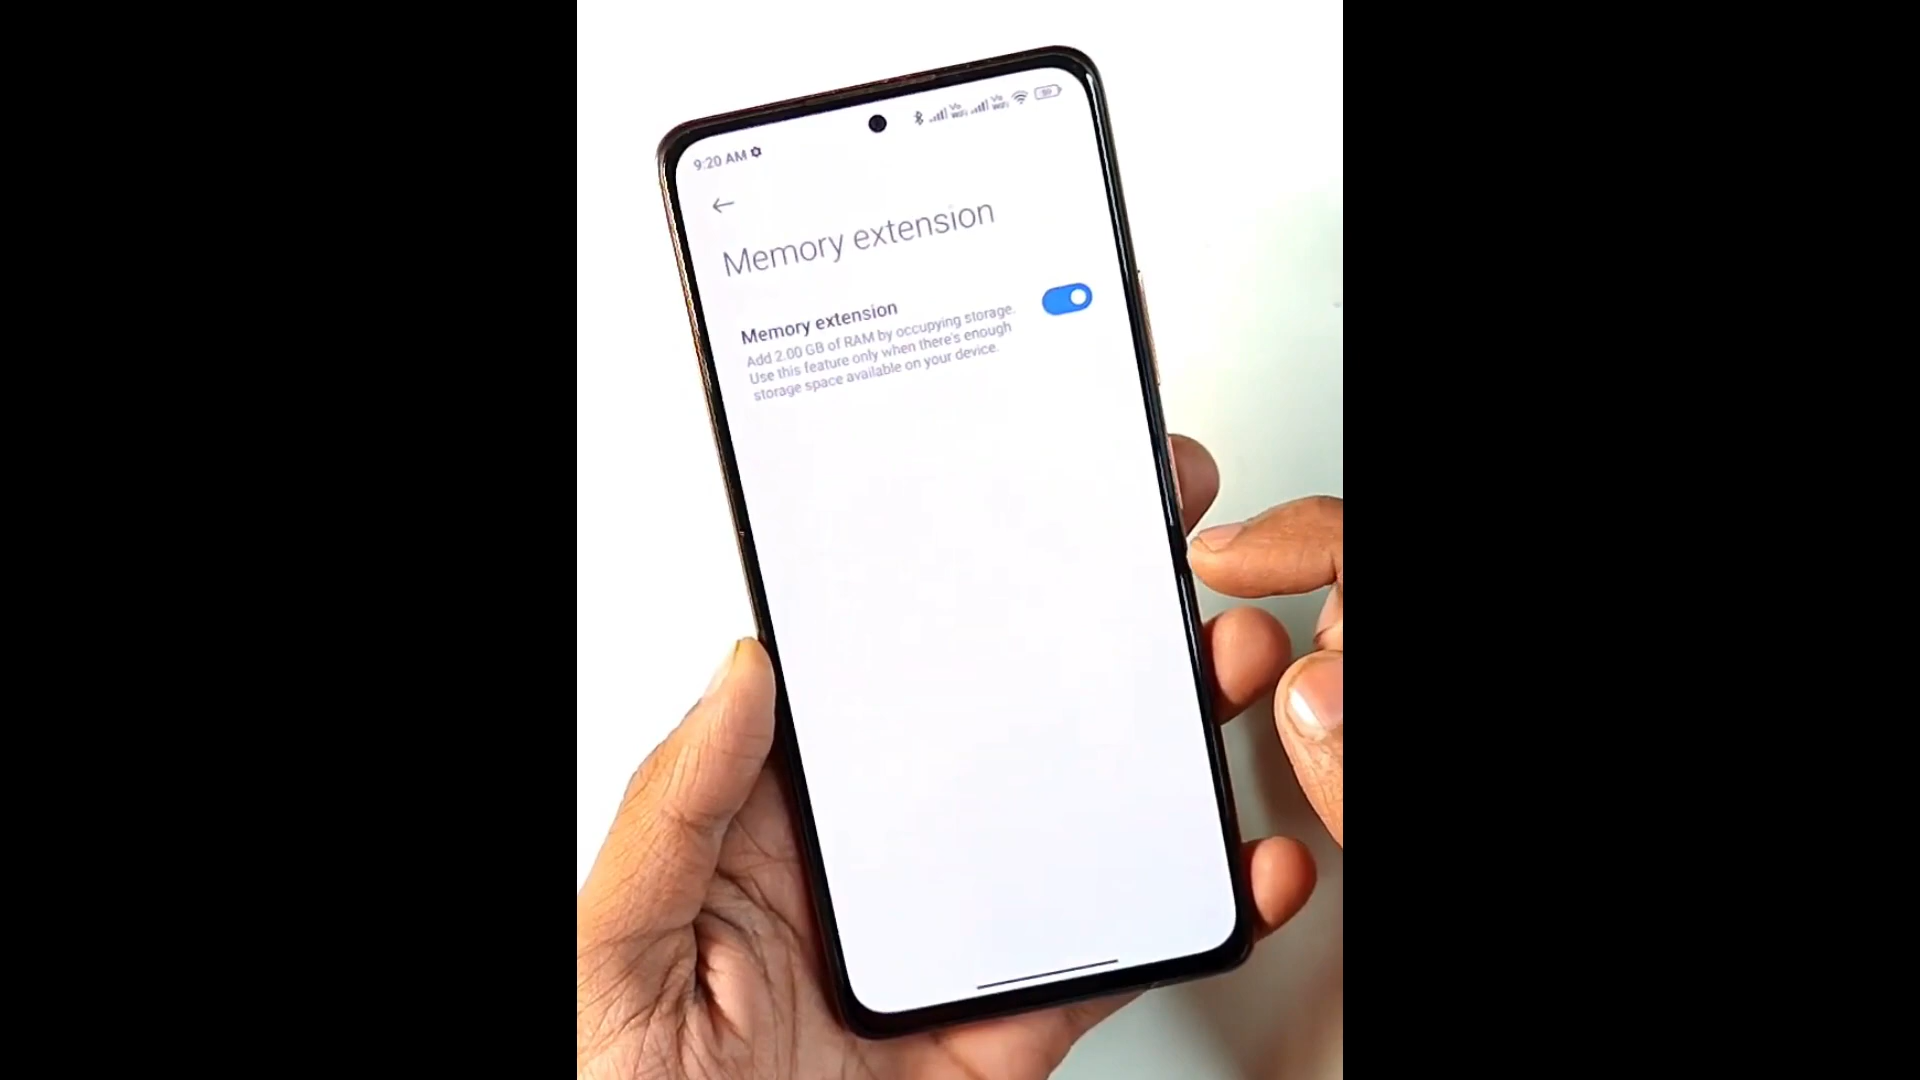 9:20 AM
Memory extension
Memory extension
Add 2.00 GB of RAM by occupying storage.
Use this feature only when there's enough
storage space available on your device.